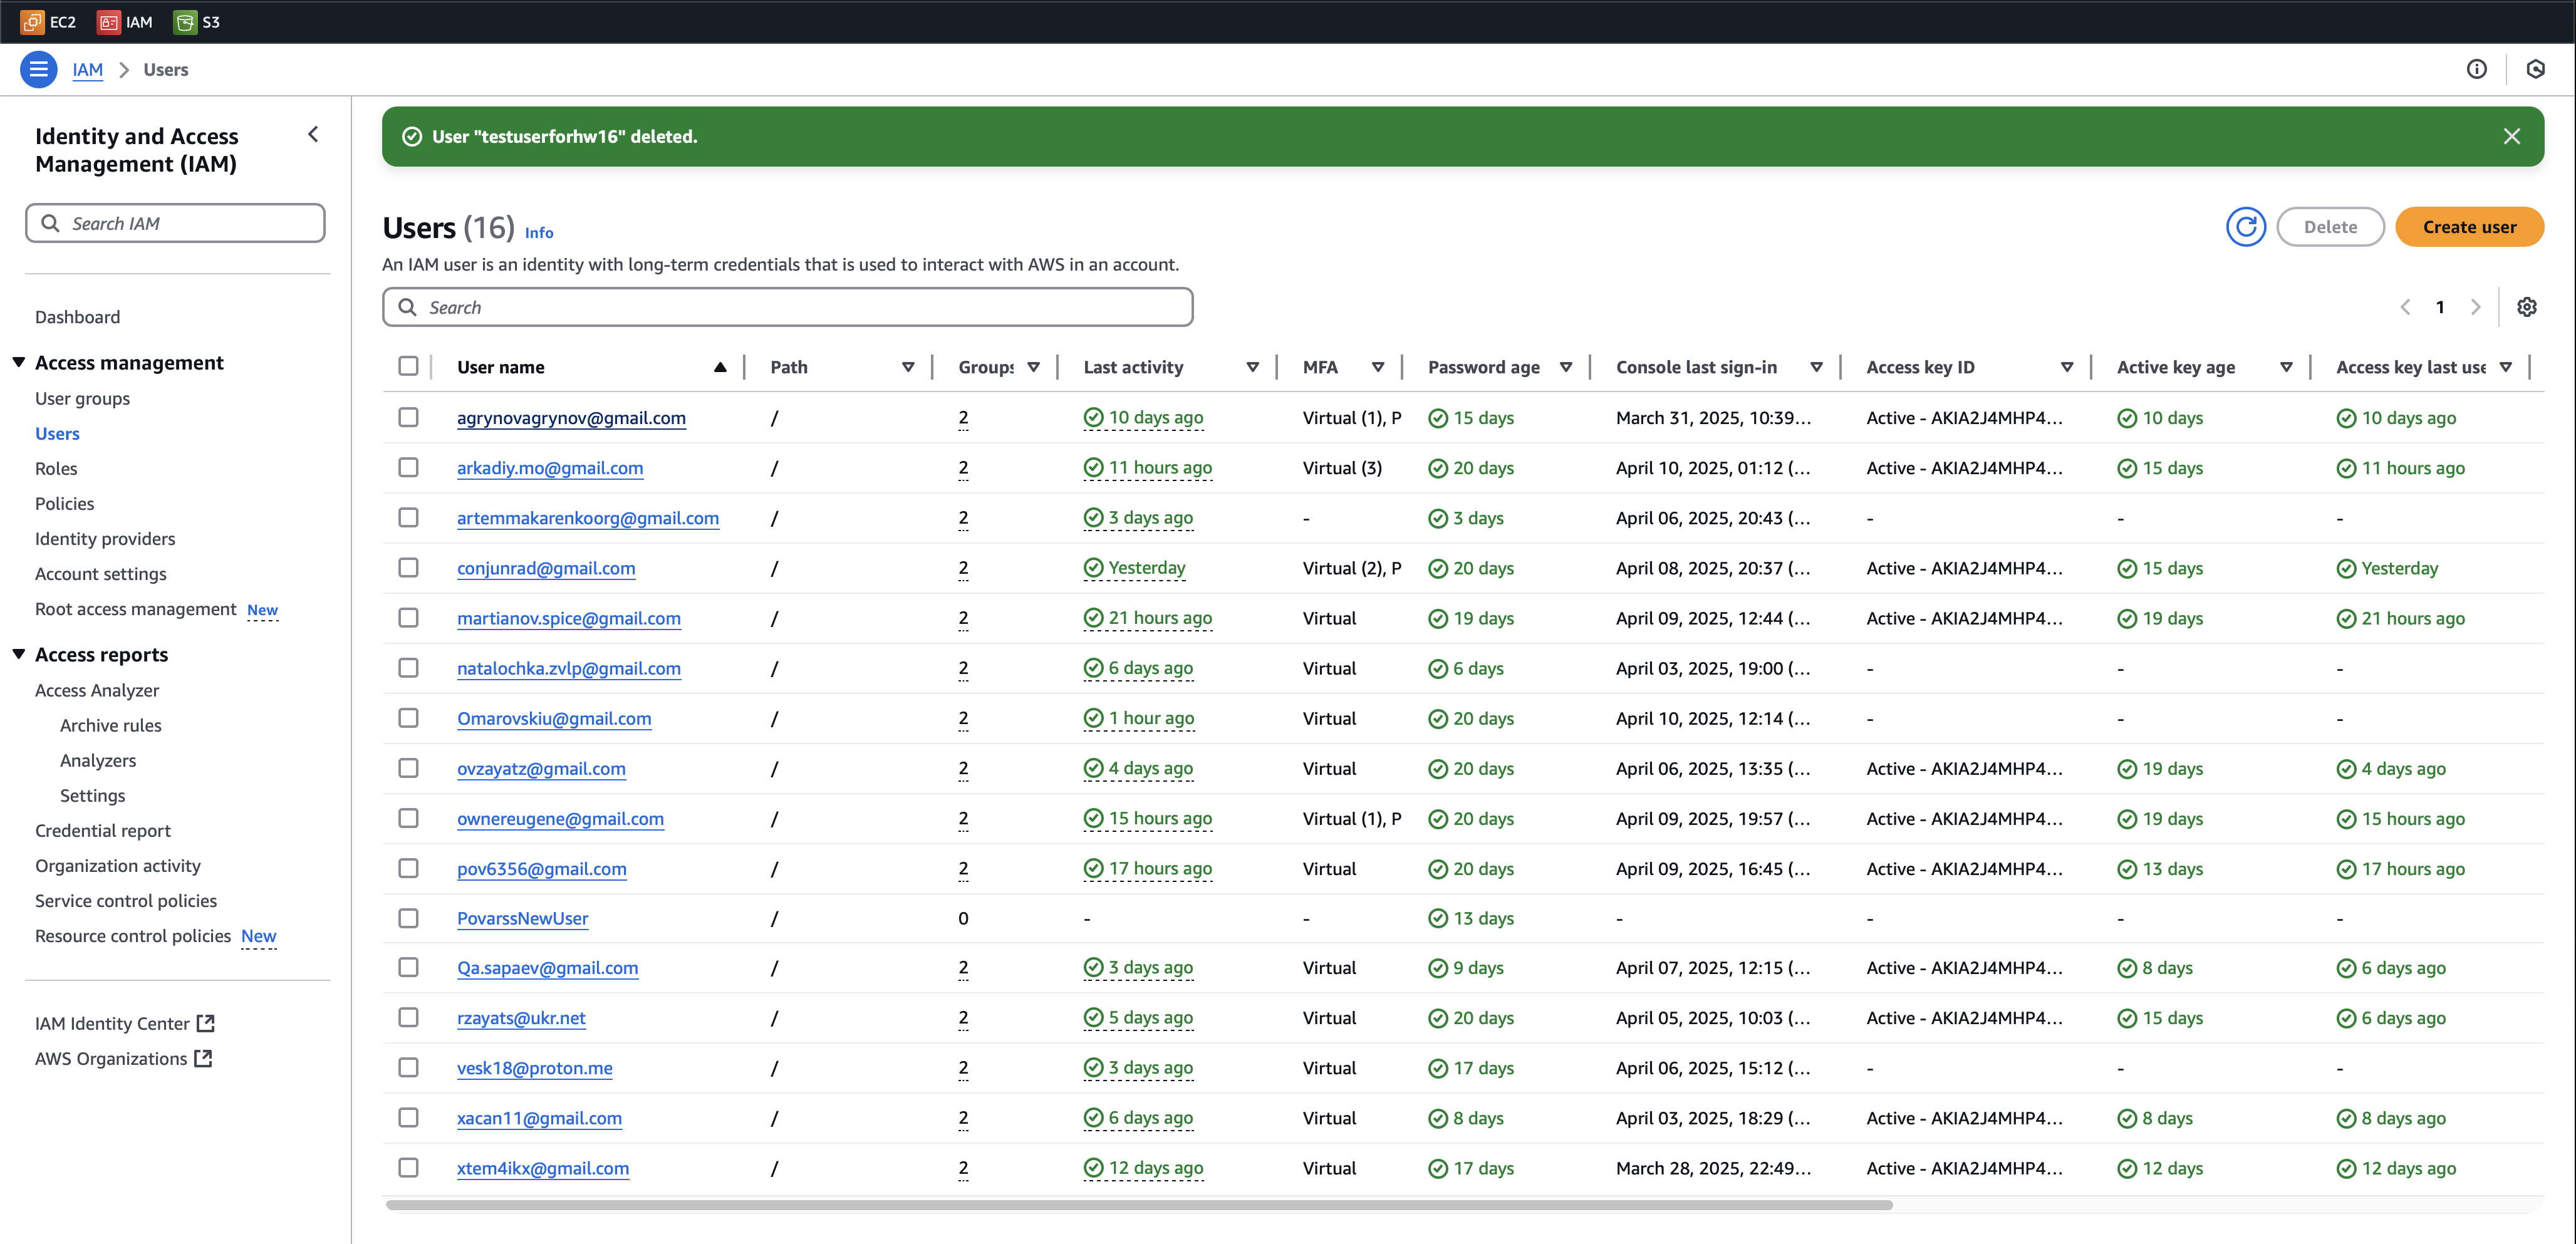 EC2 IAM S3
IAM > Users
Identity and Access
Management (IAM)
Search IAM
Dashboard
Access management
User groups
Users
Roles
Policies
Identity providers
Account settings
Root access management New
Access reports
Access Analyzer
Archive rules
Analyzers
Settings
Credential report
Organization activity
Service control policies
Resource control policies New
IAM Identity Center
AWS Organizations
User "testuserforhw16" deleted.
Users (16) Info
Delete
Create user
An IAM user is an identity with long-term credentials that is used to interact with AWS in an account.
Search
1
User name Path Groups Last activity MFA Password age Console last sign-in Access key ID Active key age Access key last use
agrynovagrynov@gmail.com / 2 10 days ago Virtual (1), P 15 days March 31, 2025, 10:39... Active - AKIA2J4MHP4... 10 days 10 days ago
arkadiy.mo@gmail.com / 2 11 hours ago Virtual (3) 20 days April 10, 2025, 01:12 (... Active - AKIA2J4MHP4... 15 days 11 hours ago
artemmakarenkoorg@gmail.com / 2 3 days ago - 3 days April 06, 2025, 20:43 (... - - -
conjunrad@gmail.com / 2 Yesterday Virtual (2), P 20 days April 08, 2025, 20:37 (... Active - AKIA2J4MHP4... 15 days Yesterday
martianov.spice@gmail.com / 2 21 hours ago Virtual 19 days April 09, 2025, 12:44 (... Active - AKIA2J4MHP4... 19 days 21 hours ago
natalochka.zvlp@gmail.com / 2 6 days ago Virtual 6 days April 03, 2025, 19:00 (... - - -
Omarovskiu@gmail.com / 2 1 hour ago Virtual 20 days April 10, 2025, 12:14 (... - - -
ovzayatz@gmail.com / 2 4 days ago Virtual 20 days April 06, 2025, 13:35 (... Active - AKIA2J4MHP4... 19 days 4 days ago
ownereugene@gmail.com / 2 15 hours ago Virtual (1), P 20 days April 09, 2025, 19:57 (... Active - AKIA2J4MHP4... 19 days 15 hours ago
pov6356@gmail.com / 2 17 hours ago Virtual 20 days April 09, 2025, 16:45 (... Active - AKIA2J4MHP4... 13 days 17 hours ago
PovarssNewUser / 0 - - 13 days - - - -
Qa.sapaev@gmail.com / 2 3 days ago Virtual 9 days April 07, 2025, 12:15 (... Active - AKIA2J4MHP4... 8 days 6 days ago
rzayats@ukr.net / 2 5 days ago Virtual 20 days April 05, 2025, 10:03 (... Active - AKIA2J4MHP4... 15 days 6 days ago
vesk18@proton.me / 2 3 days ago Virtual 17 days April 06, 2025, 15:12 (... - - -
xacan11@gmail.com / 2 6 days ago Virtual 8 days April 03, 2025, 18:29 (... Active - AKIA2J4MHP4... 8 days 8 days ago
xtem4ikx@gmail.com / 2 12 days ago Virtual 17 days March 28, 2025, 22:49... Active - AKIA2J4MHP4... 12 days 12 days ago